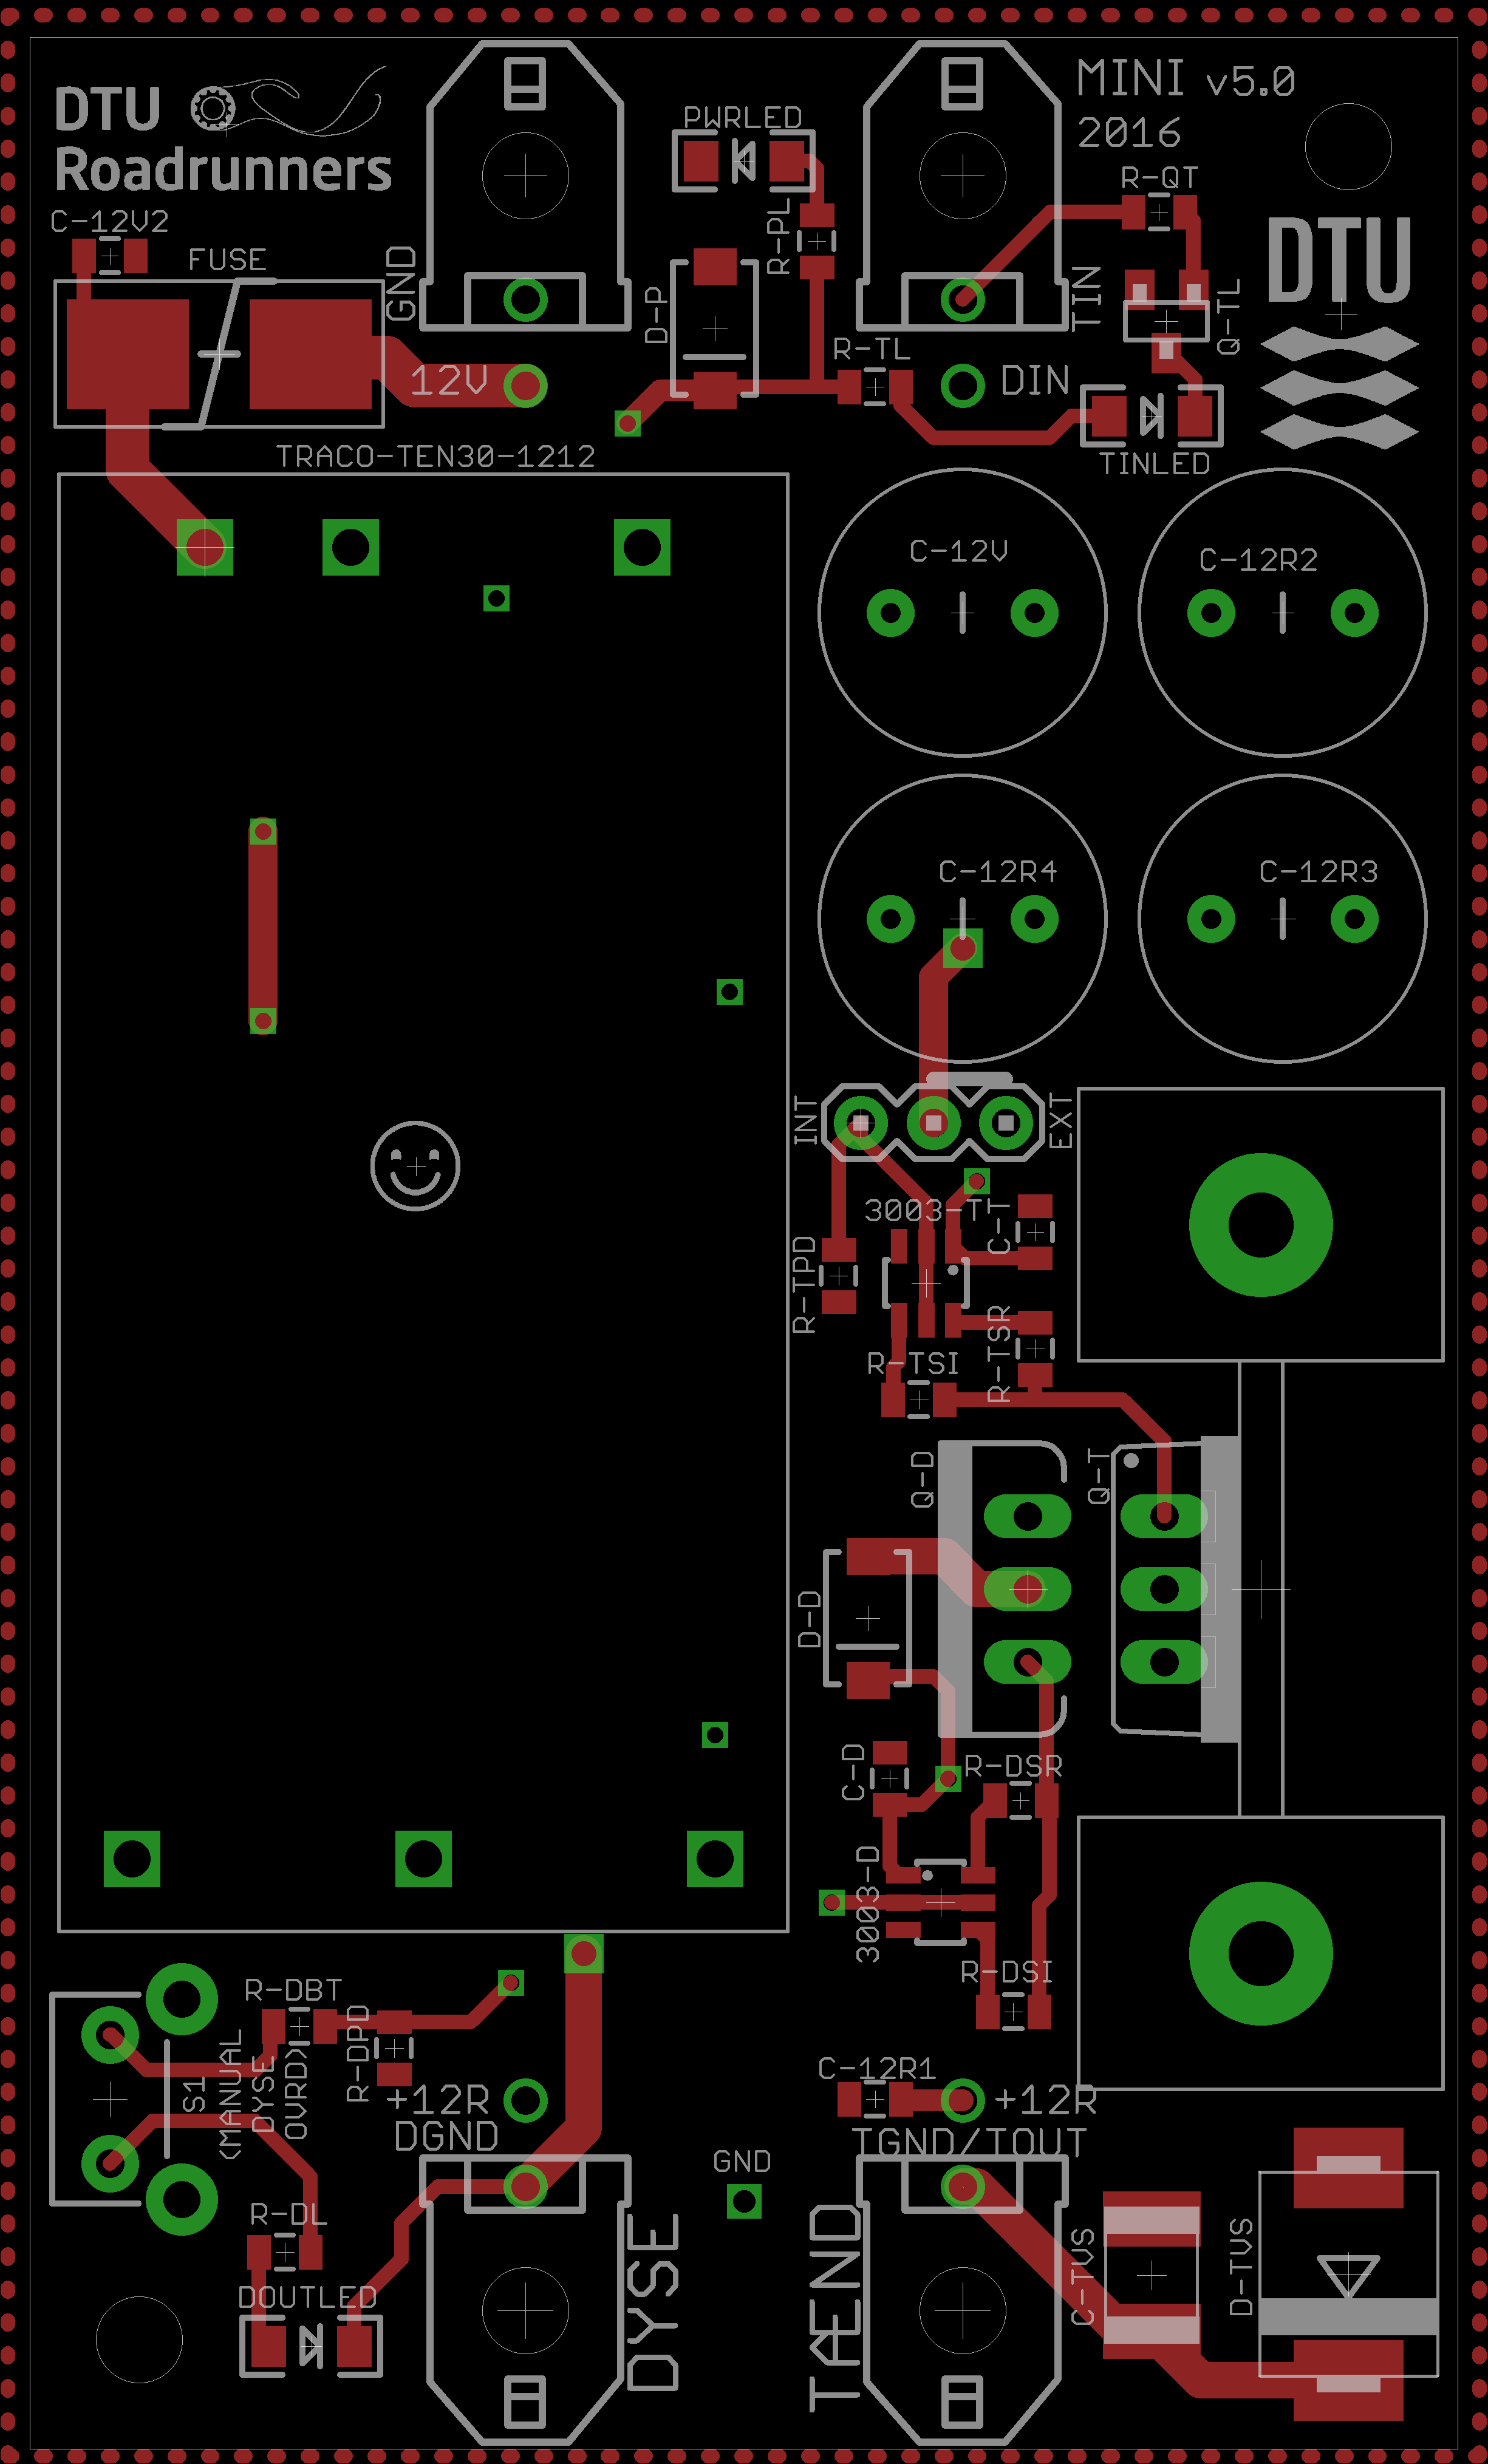 DTU
Roadrunners
PWRLED
MINI v5.0
2016
R-QT
C-12V2
FUSE
GND
R-PL
D-P
TIN
DTU
Q-TL
12V
R-TL
DIN
TRACO-TEN30-1212
TINLED
C-12V
C-12R2
C-12R4
C-12R3
INT
EXT
3003-T
C-T
R-TPD
R-TSR
R-TSI
Q-D
Q-T
D-D
C-D
R-DSR
3003-D
R-DSI
R-DBT
R-DPD
S1
(MANUAL
DYSE
OVRD)
+12R
DGND
C-12R1
+12R
TGND/TOUT
GND
R-DL
DOUTLED
DYSE
TÆND
C-TVS
D-TVS